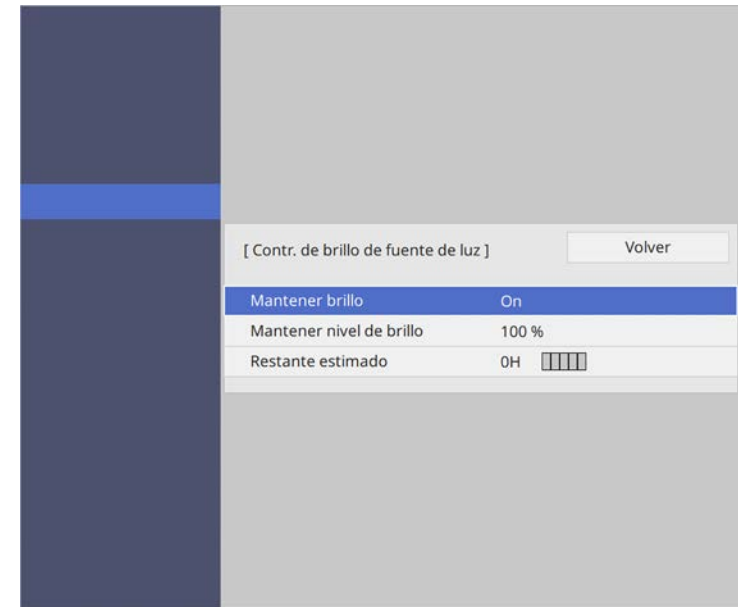 [ Contr. de brillo de fuente de luz ] Volver
Mantener brillo On
Mantener nivel de brillo 100 %
Restante estimado 0H